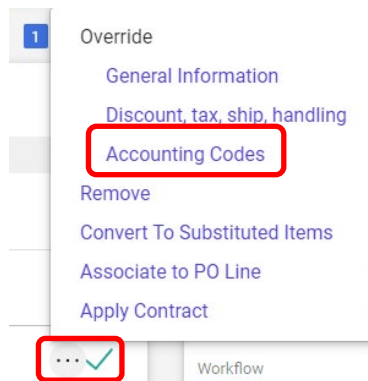 1
Override
General Information
Discount, tax, ship, handling
Accounting Codes
Remove
Convert To Substituted Items
Associate to PO Line
Apply Contract
...
Workflow